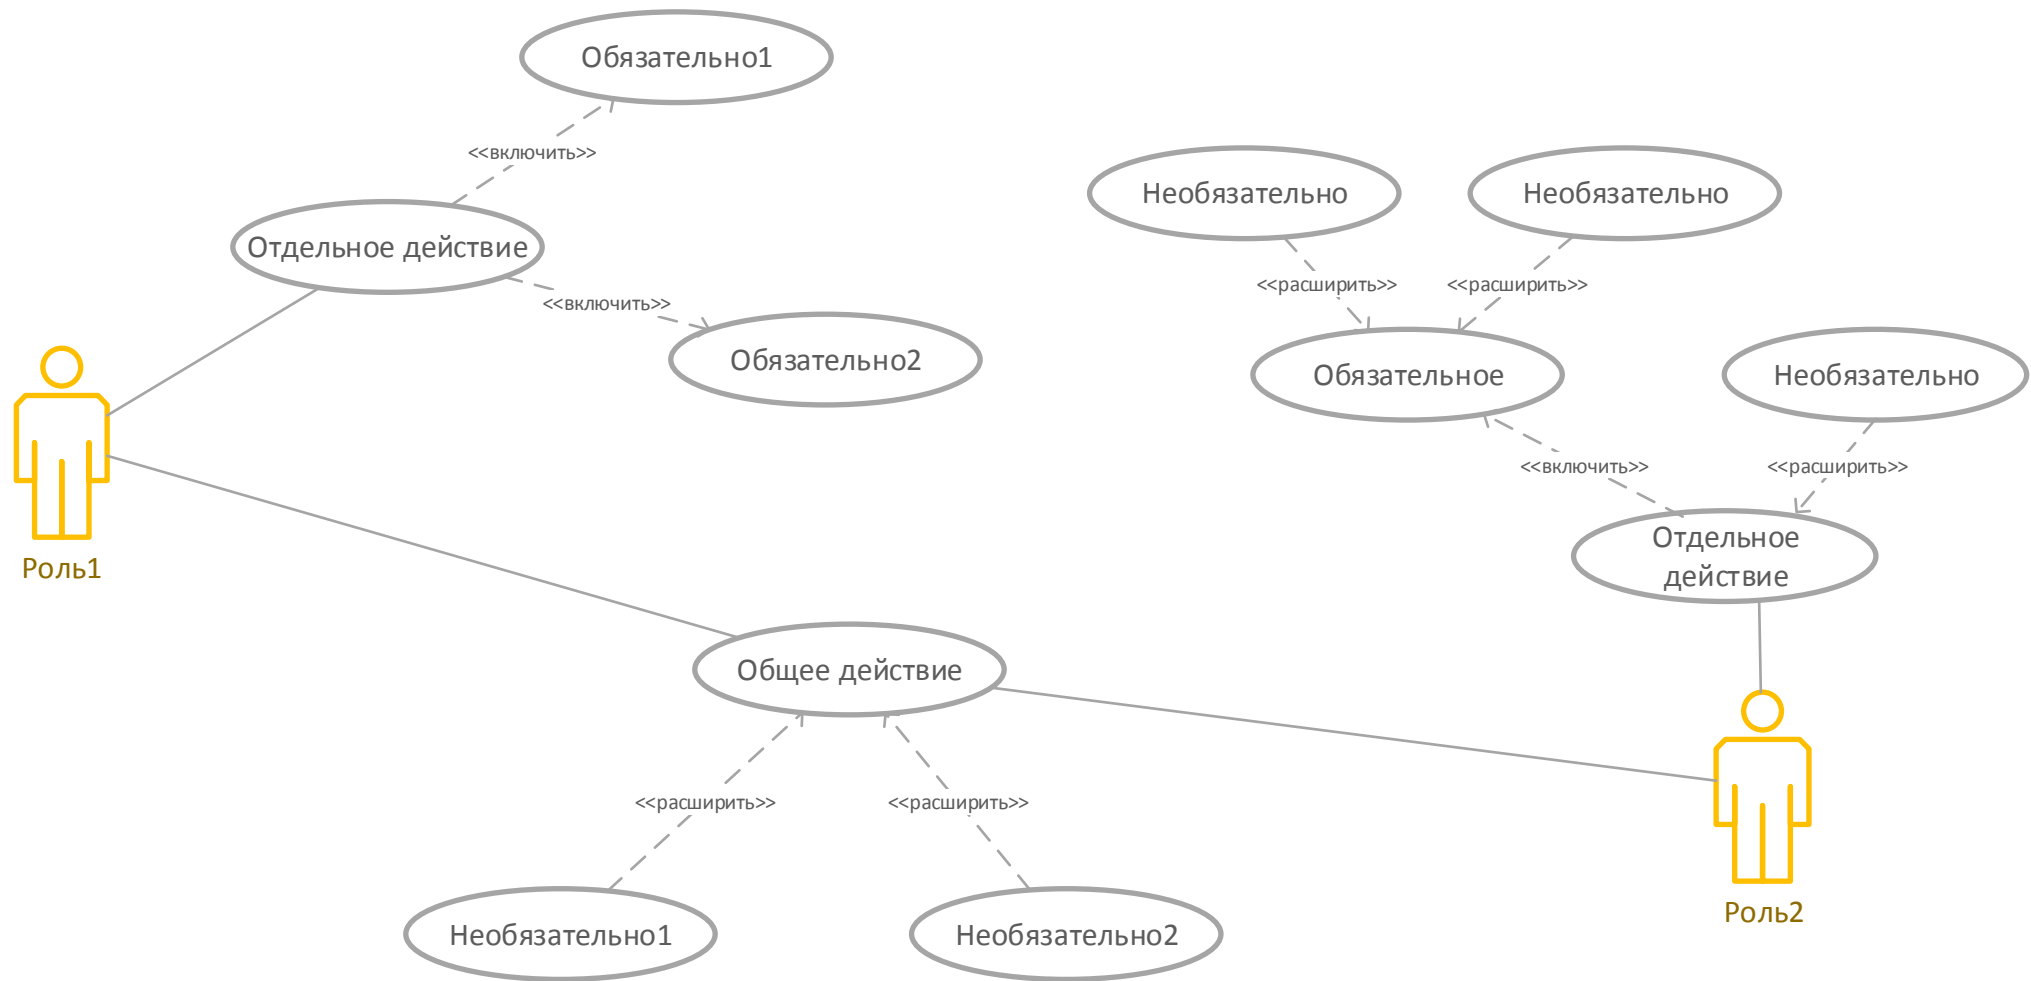 Обязательно1
<<включить>>
Необязательно
Необязательно
Отдельное действие
<<включить>>
<<расширить>>
<<расширить>>
Обязательно2
Обязательное
Необязательно
<<включить>>
<<расширить>>
Отдельное
действие
Роль1
Общее действие
<<расширить>>
<<расширить>>
Роль2
Необязательно1
Необязательно2